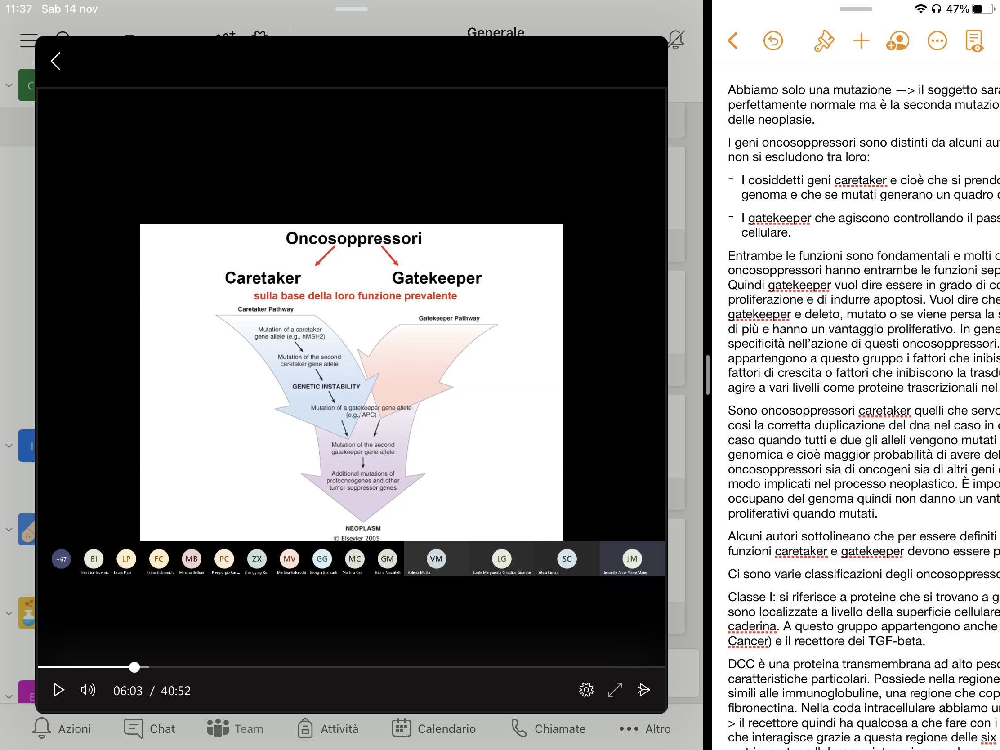 11:37 Sab 14 nov
47%
Generale
C
E
Oncosoppressori
Caretaker
Gatekeeper
sulla base della loro funzione prevalente
Caretaker Pathway
Gatekeeper Pathway
Mutation of a caretaker
gene allele (e.g., hMSH2)
Mutation of the second
caretaker gene allele
GENETIC INSTABILITY
Mutation of a gatekeeper gene allele
(e.g., APC)
Mutation of the second
gatekeeper gene allele
Additional mutations of
protooncogenes and other
tumor suppressor genes
NEOPLASM
© Elsevier 2005
+67 BI LP FC MB PC ZX MV GG MC GM VM LG SC JM
Beatrice Invernici Laura Pizzi Fabio Cubranich Miriana Belloni Piergiorgio Can... Zhengying Xu Martina Valsecchi Giorgia Giancarli Martina Cea Giulia Mazzitelli Valeria Motta Lucile Marguerite Claudius Girardier Silvia Ciocca Jeanette Anne Marie Maier
06:03 / 40:52
Azioni Chat Team Attività Calendario Chiamate Altro
Abbiamo solo una mutazione —> il soggetto sarà
perfettamente normale ma è la seconda mutazio
delle neoplasie.
I geni oncosoppressori sono distinti da alcuni aut
non si escludono tra loro:
- I cosiddetti geni caretaker e cioè che si prendo
genoma e che se mutati generano un quadro
- I gatekeeper che agiscono controllando il pass
cellulare.
Entrambe le funzioni sono fondamentali e molti
oncosoppressori hanno entrambe le funzioni sep
Quindi gatekeeper vuol dire essere in grado di co
proliferazione e di indurre apoptosi. Vuol dire che
gatekeeper e deleto, mutato o se viene persa la s
di più e hanno un vantaggio proliferativo. In gene
specificità nell'azione di questi oncosoppressori.
appartengono a questo gruppo i fattori che inibis
fattori di crescita o fattori che inibiscono la trasdu
agire a vari livelli come proteine trascrizionali nel
Sono oncosoppressori caretaker quelli che servo
cosi la corretta duplicazione del dna nel caso in
caso quando tutti e due gli alleli vengono mutati
genomica e cioè maggior probabilità di avere del
oncosoppressori sia di oncogeni sia di altri geni
modo implicati nel processo neoplastico. È impo
occupano del genoma quindi non danno un vant
proliferativi quando mutati.
Alcuni autori sottolineano che per essere definiti
funzioni caretaker e gatekeeper devono essere p
Ci sono varie classificazioni degli oncosoppresso
Classe I: si riferisce a proteine che si trovano a g
sono localizzate a livello della superficie cellulare
caderina. A questo gruppo appartengono anche
Cancer) e il recettore dei TGF-beta.
DCC è una proteina transmembrana ad alto peso
caratteristiche particolari. Possiede nella regione
simili alle immunoglobuline, una regione che cop
fibronectina. Nella coda intracellulare abbiamo u
> il recettore quindi ha qualcosa a che fare con i
che interagisce grazie a questa regione delle six